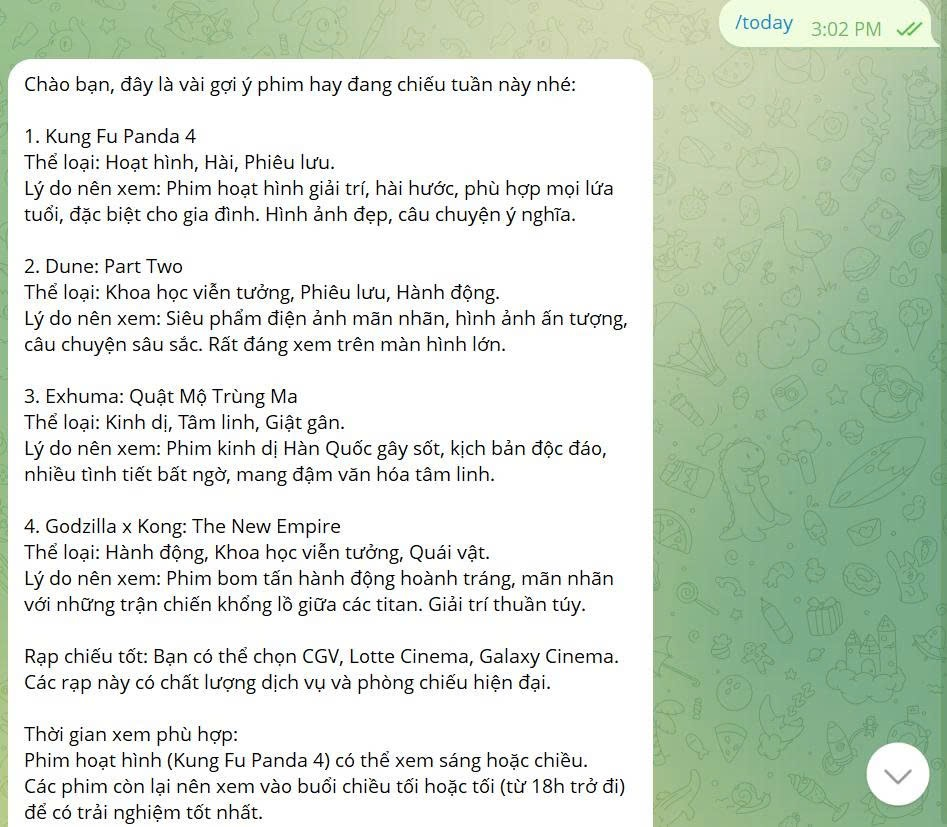 /today 3:02 PM
Chào bạn, đây là vài gợi ý phim hay đang chiếu tuần này nhé:
1. Kung Fu Panda 4
Thể loại: Hoạt hình, Hài, Phiêu lưu.
Lý do nên xem: Phim hoạt hình giải trí, hài hước, phù hợp mọi lứa
tuổi, đặc biệt cho gia đình. Hình ảnh đẹp, câu chuyện ý nghĩa.
2. Dune: Part Two
Thể loại: Khoa học viễn tưởng, Phiêu lưu, Hành động.
Lý do nên xem: Siêu phẩm điện ảnh mãn nhãn, hình ảnh ấn tượng,
câu chuyện sâu sắc. Rất đáng xem trên màn hình lớn.
3. Exhuma: Quật Mộ Trùng Ma
Thể loại: Kinh dị, Tâm linh, Giật gân.
Lý do nên xem: Phim kinh dị Hàn Quốc gây sốt, kịch bản độc đáo,
nhiều tình tiết bất ngờ, mang đậm văn hóa tâm linh.
4. Godzilla x Kong: The New Empire
Thể loại: Hành động, Khoa học viễn tưởng, Quái vật.
Lý do nên xem: Phim bom tấn hành động hoành tráng, mãn nhãn
với những trận chiến khổng lồ giữa các titan. Giải trí thuần túy.
Rạp chiếu tốt: Bạn có thể chọn CGV, Lotte Cinema, Galaxy Cinema.
Các rạp này có chất lượng dịch vụ và phòng chiếu hiện đại.
Thời gian xem phù hợp:
Phim hoạt hình (Kung Fu Panda 4) có thể xem sáng hoặc chiều.
Các phim còn lại nên xem vào buổi chiều tối hoặc tối (từ 18h trở đi)
để có trải nghiệm tốt nhất.